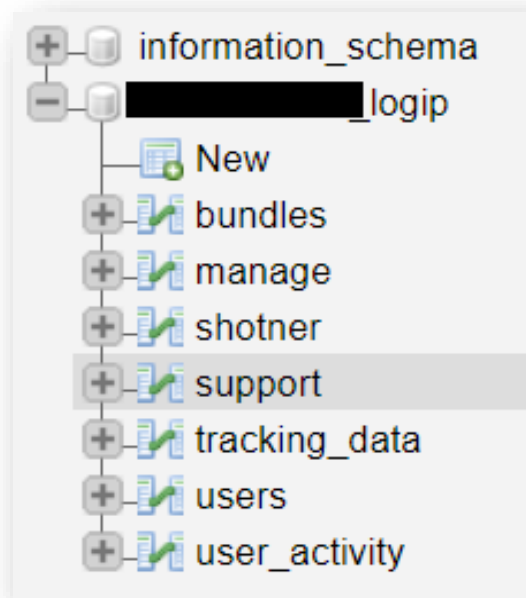 information_schema
_logip
New
bundles
manage
shotner
support
tracking_data
users
user_activity